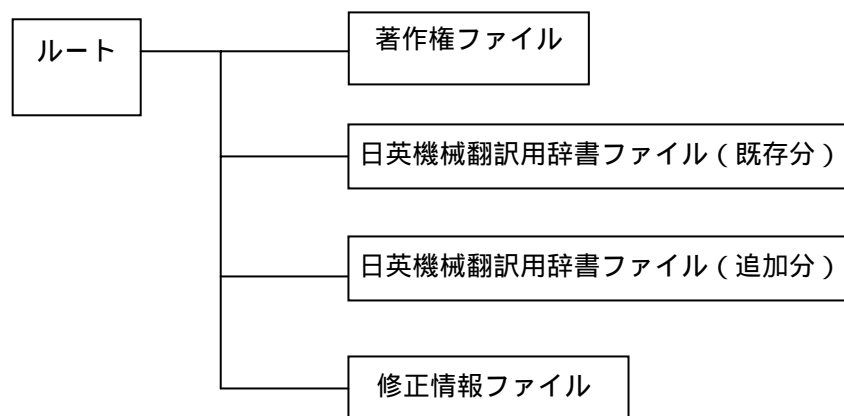 ルート
著作権ファイル
日英機械翻訳用辞書ファイル（既存分）
日英機械翻訳用辞書ファイル（追加分）
修正情報ファイル